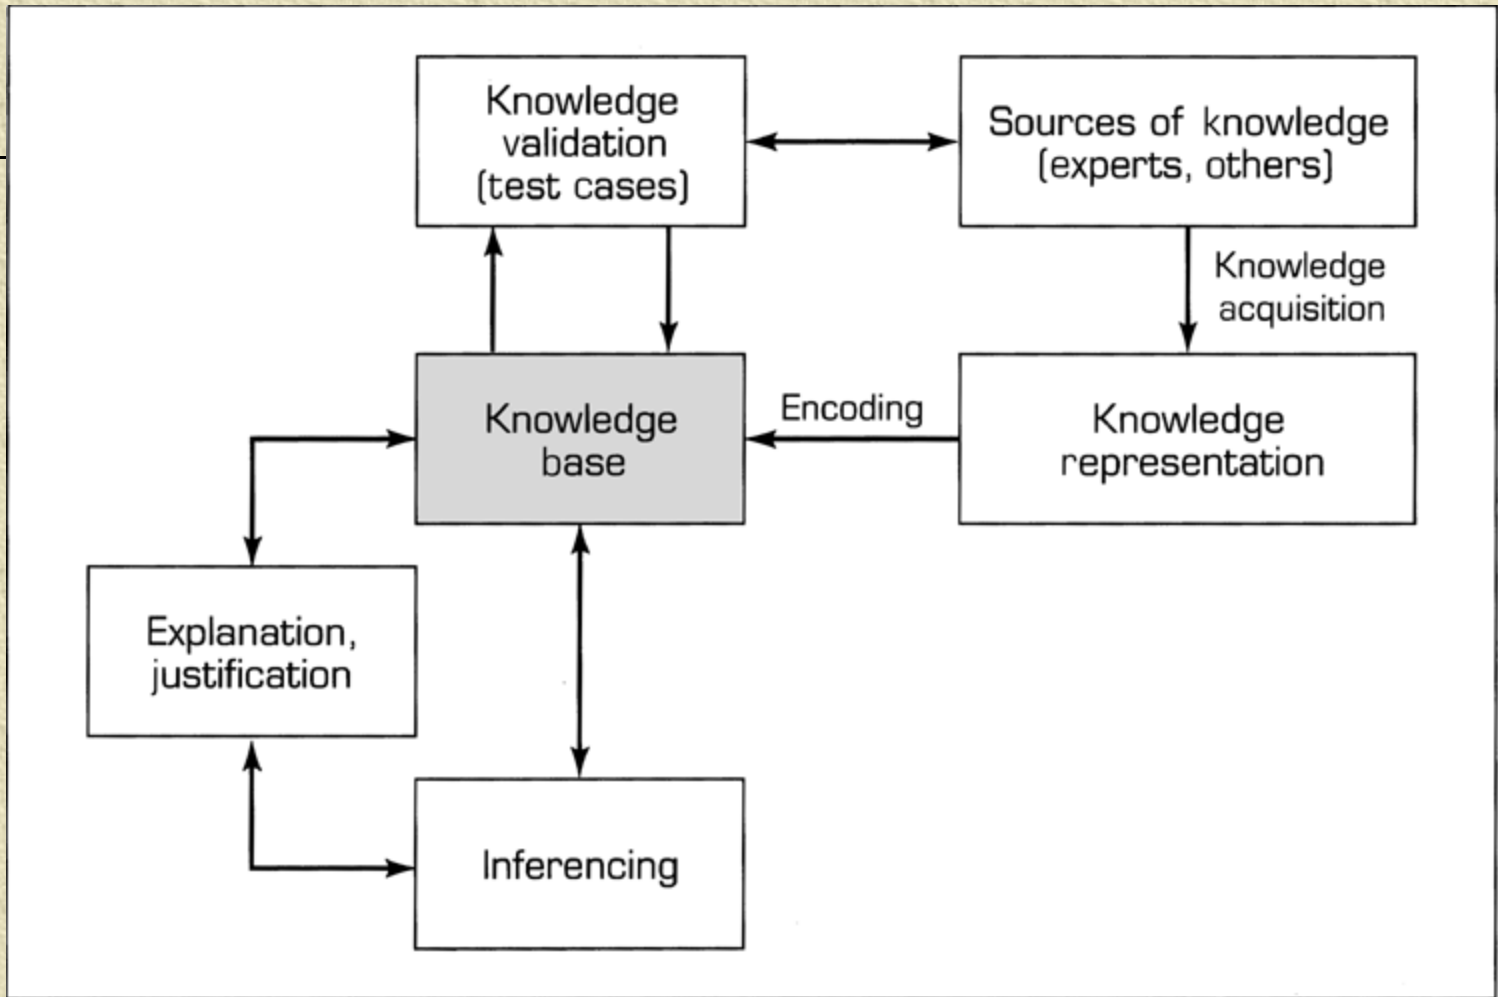 Knowledge
validation
(test cases)
Sources of knowledge
(experts, others)
Knowledge
acquisition
Knowledge
base
Encoding
Knowledge
representation
Explanation,
justification
Inferencing